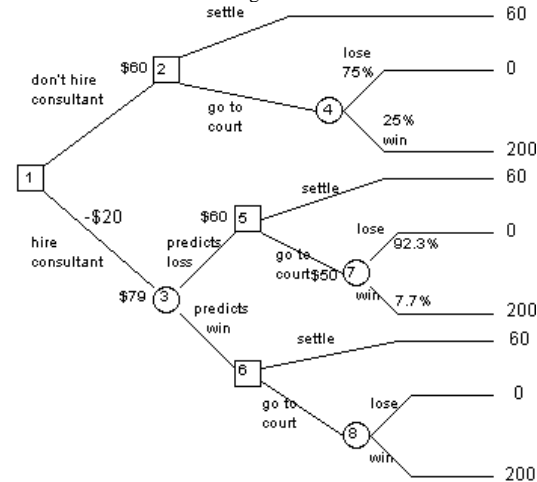 settle
60
$60
2
lose
75%
0
don't hire
consultant
go to
court
4
25%
win
200
1
settle
60
-$20
$60
5
lose
0
92.3%
hire
consultant
predicts
loss
go to
court
$50
7
$79
3
win
7.7%
200
predicts
win
settle
60
6
0
go to
court
lose
8
win
200